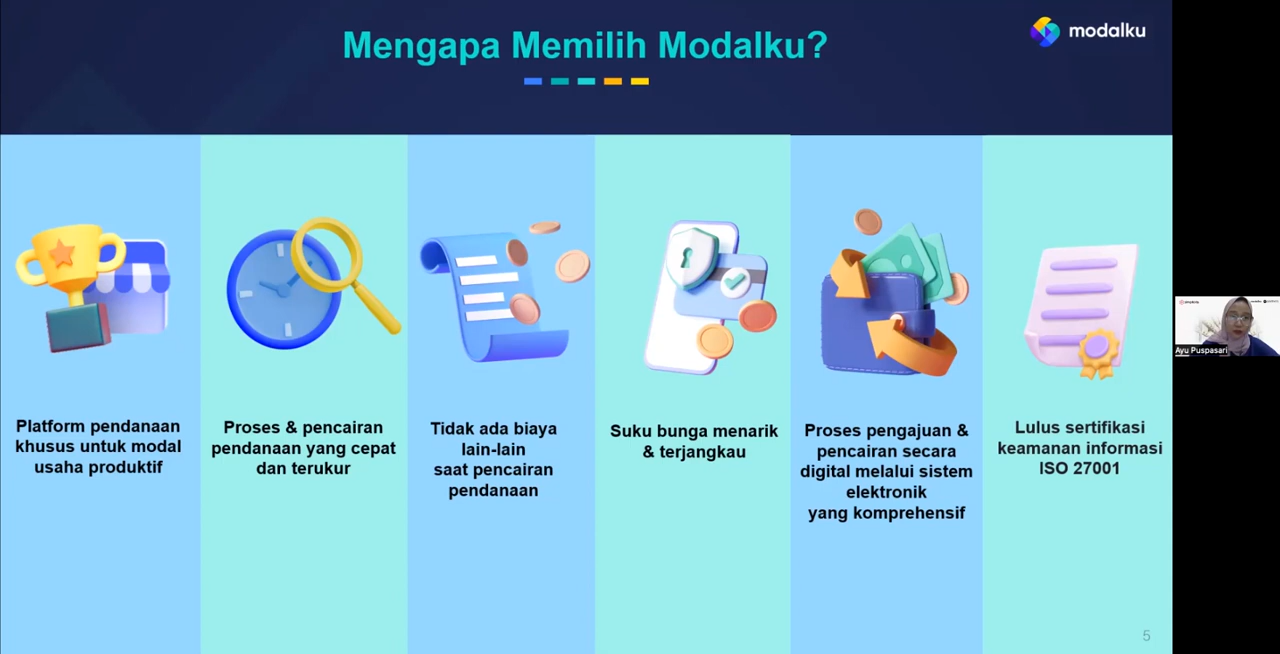 Mengapa Memilih Modalku?
modalku
Platform pendanaan
khusus untuk modal
usaha produktif
Proses & pencairan
pendanaan yang cepat
dan terukur
Tidak ada biaya
lain-lain
saat pencairan
pendanaan
Suku bunga menarik
& terjangkau
Proses pengajuan &
pencairan secara
digital melalui sistem
elektronik
yang komprehensif
Lulus sertifikasi
keamanan informasi
ISO 27001
5
Ayu Puspasari